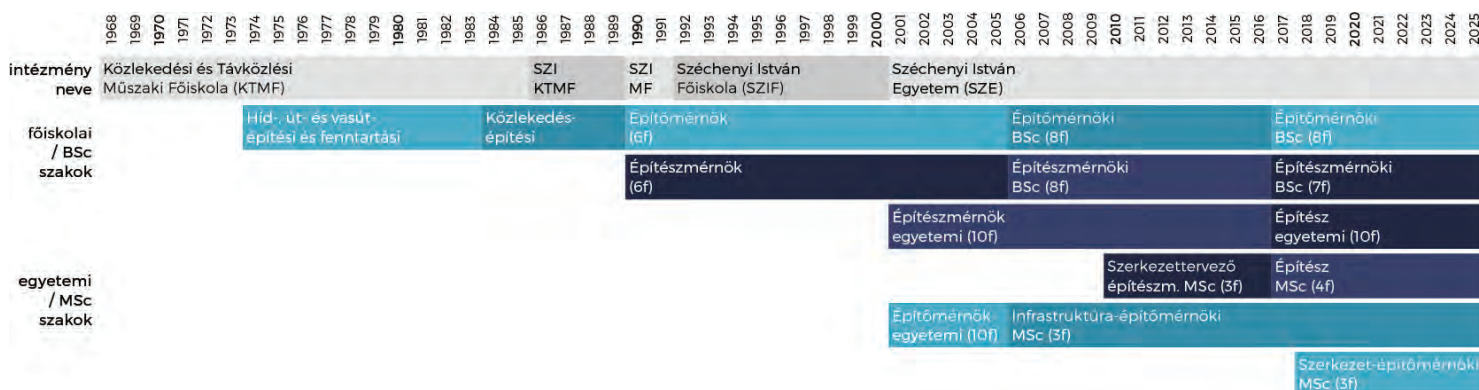 1968 1969 1970 1971 1972 1973 1974 1975 1976 1977 1978 1979 1980 1981 1982 1983 1984 1985 1986 1987 1988 1989 1990 1991 1992 1993 1994 1995 1996 1997 1998 1999 2000 2001 2002 2003 2004 2005 2006 2007 2008 2009 2010 2011 2012 2013 2014 2015 2016 2017 2018 2019 2020 2021 2022 2023 2024 2025
intézmény neve
Közlekedési és Távközlési
Műszaki Főiskola (KTMF)
SZI
KTMF
SZI
MF
Széchenyi István
Főiskola (SZIF)
Széchenyi István
Egyetem (SZE)
főiskolai
/ BSc
szakok
Híd-, út- és vasút-
építési és fenntartási
Közlekedés-
építési
Építőmérnök
(6f)
Építőmérnöki
BSc (8f)
Építőmérnöki
BSc (8f)
Építészmérnök
(6f)
Építészmérnöki
BSc (8f)
Építészmérnöki
BSc (7f)
egyetemi
/ MSc
szakok
Építészmérnök
egyetemi (10f)
Építész
egyetemi (10f)
Szerkezettervező
építészm. MSc (3f)
Építész
MSc (4f)
Építőmérnök
egyetemi (10f)
Infrastruktúra-építőmérnöki
MSc (3f)
Szerkezet-építőmérnöki
MSc (3f)